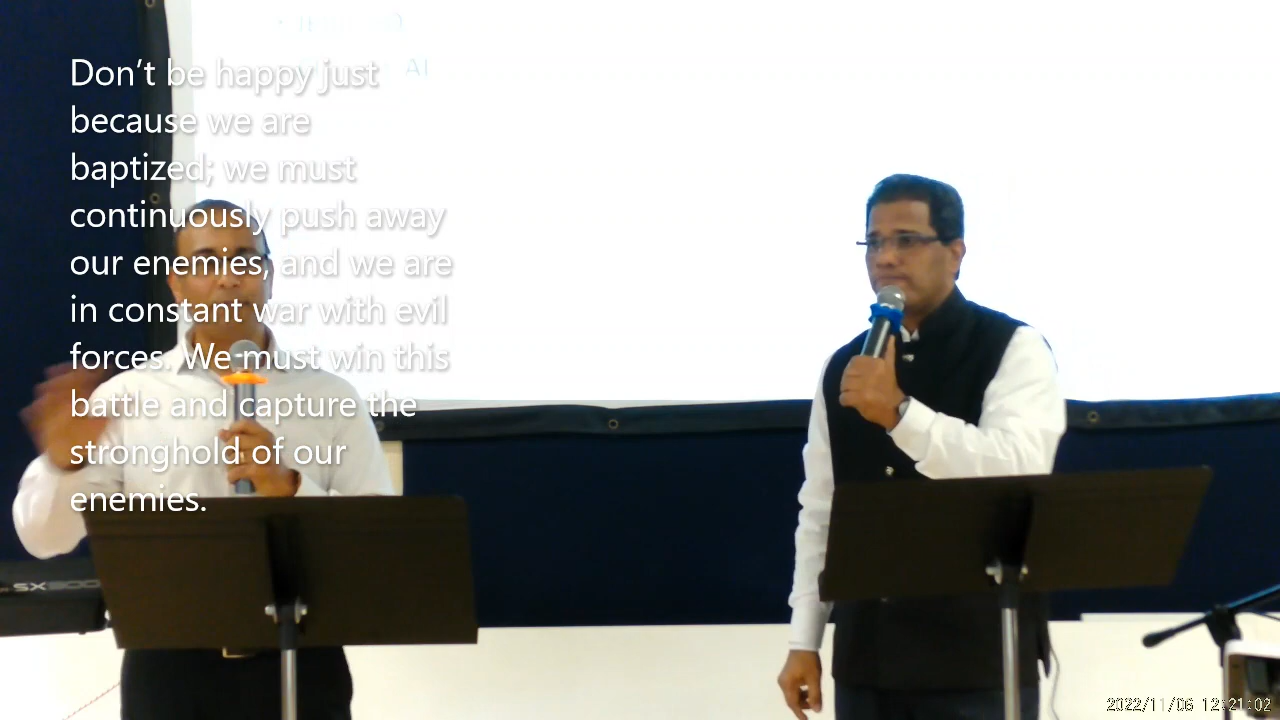 Don't be happy just
because we are
baptized; we must
continuously push away
our enemies, and we are
in constant war with evil
forces. We must win this
battle and capture the
stronghold of our
enemies.
SX
2022/11/06 12:21:02